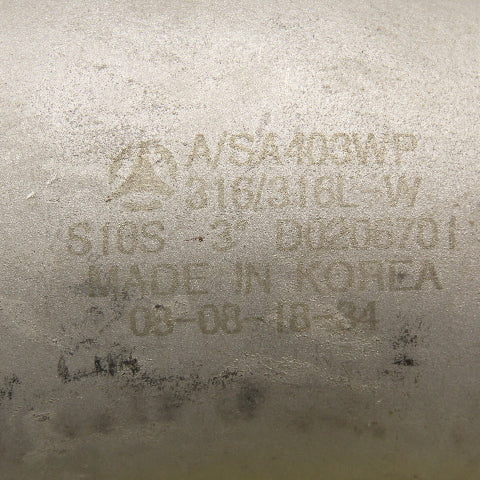 A/SA403WP
316/316L-W
S10S 3" D0206701
MADE IN KOREA
03-08-18-34